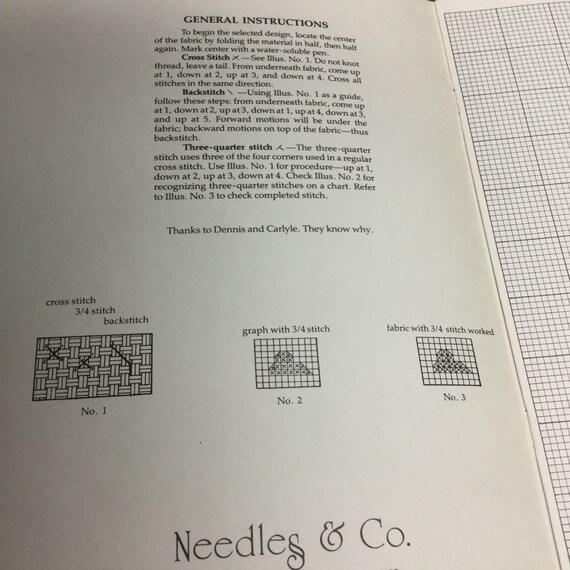 GENERAL INSTRUCTIONS
To begin the selected design, locate the center
of the fabric by folding the material in half, then half
again. Mark center with a water-soluble pen.
Cross Stitch ⤫ —See Illus. No. 1. Do not knot
thread, leave a tail. From underneath fabric, come up
at 1, down at 2, up at 3, and down at 4. Cross all
stitches in the same direction.
Backstitch \ —Using Illus. No. 1 as a guide,
follow these steps: from underneath fabric, come up
at 1, down at 2, up at 3, down at 1, up at 4, down at 3,
and up at 5. Forward motions will be under the
fabric; backward motions on top of the fabric—thus
backstitch.
Three-quarter stitch —The three-quarter
stitch uses three of the four corners used in a regular
cross stitch. Use Illus. No. 1 for procedure—up at 1,
down at 2, up at 3, down at 4. Check Illus. No. 2 for
recognizing three-quarter stitches on a chart. Refer
to Illus. No. 3 to check completed stitch.
Thanks to Dennis and Carlyle. They know why.
cross stitch
3/4 stitch
backstitch
No. 1
graph with 3/4 stitch
No. 2
fabric with 3/4 stitch worked
No. 3
Needles & Co.